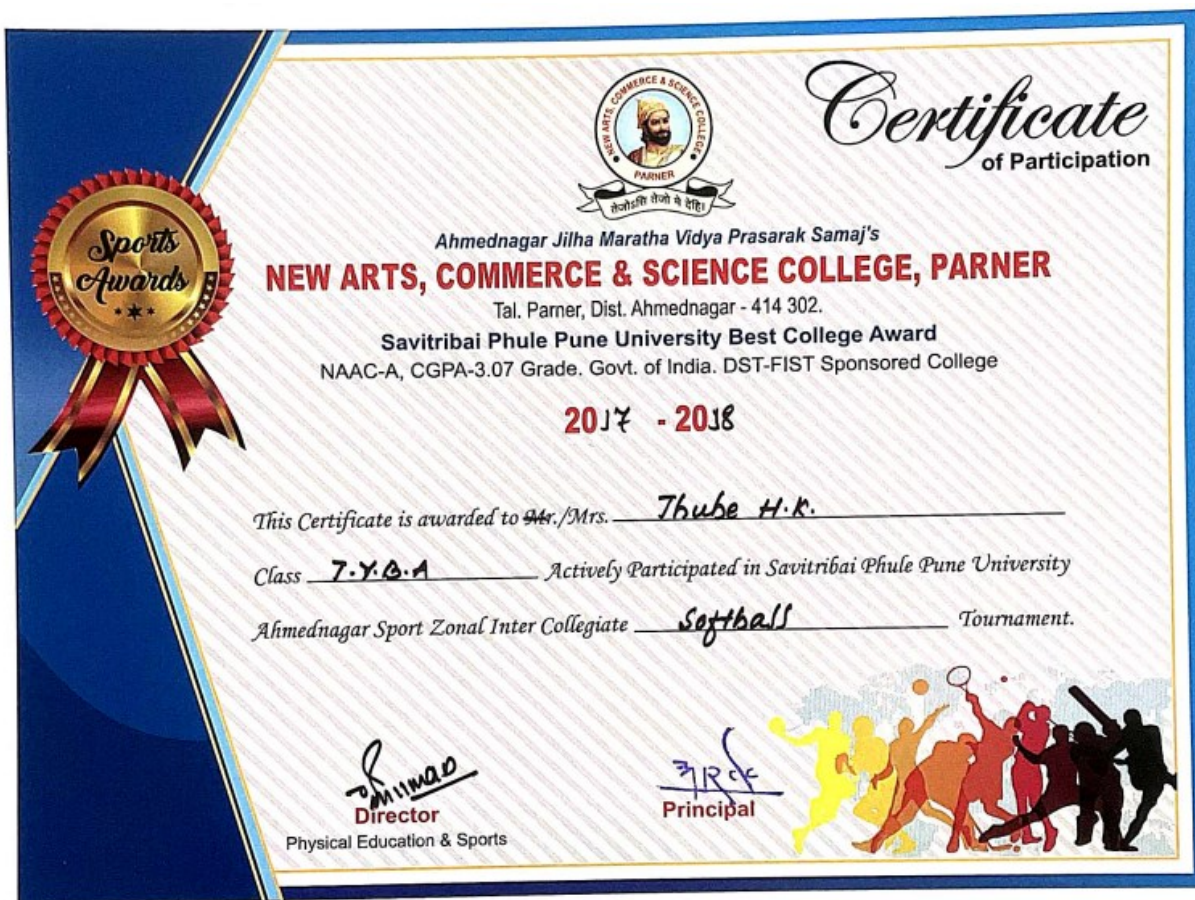 NEW ARTS, COMMERCE & SCIENCE COLLEGE
PARNER
तेजोऽसि तेजो मे देहि।
Certificate
of Participation
Sports
Awards
Ahmednagar Jilha Maratha Vidya Prasarak Samaj's
NEW ARTS, COMMERCE & SCIENCE COLLEGE, PARNER
Tal. Parner, Dist. Ahmednagar - 414 302.
Savitribai Phule Pune University Best College Award
NAAC-A, CGPA-3.07 Grade. Govt. of India. DST-FIST Sponsored College
2017 - 2018
This Certificate is awarded to Mr./Mrs. Thube H.K.
Class T.Y.B.A Actively Participated in Savitribai Phule Pune University
Ahmednagar Sport Zonal Inter Collegiate Softball Tournament.
Director
Physical Education & Sports
Principal